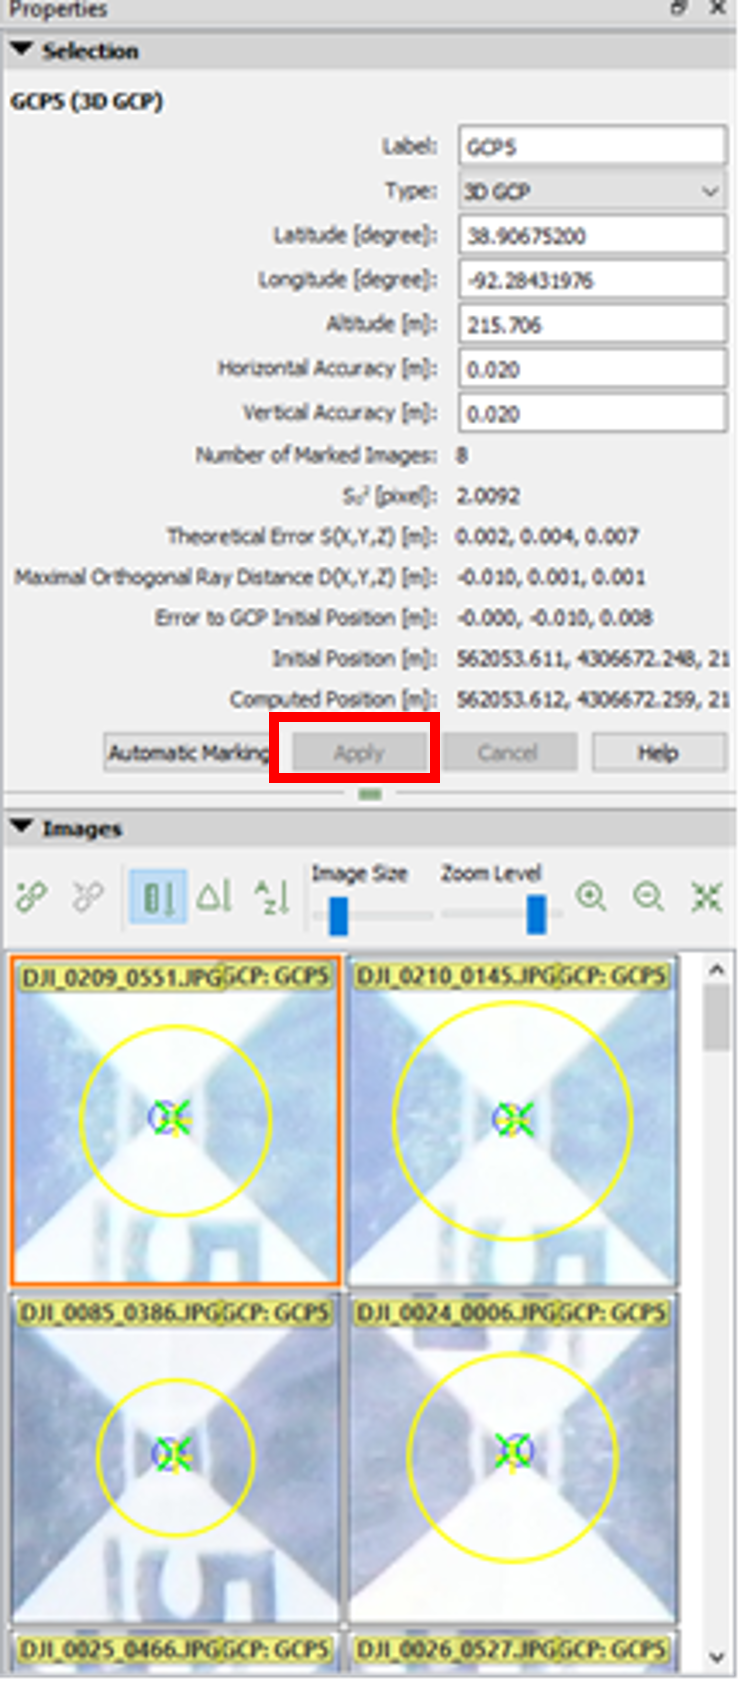 Properties
Selection
GCP5 (3D GCP)
Label: GCP5
Type: 3D GCP
Latitude [degree]: 38.90675200
Longitude [degree]: -92.28431976
Altitude [m]: 215.706
Horizontal Accuracy [m]: 0.020
Vertical Accuracy [m]: 0.020
Number of Marked Images: 8
S₀² [pixel]: 2.0092
Theoretical Error S(X,Y,Z) [m]: 0.002, 0.004, 0.007
Maximal Orthogonal Ray Distance D(X,Y,Z) [m]: -0.010, 0.001, 0.001
Error to GCP Initial Position [m]: -0.000, -0.010, 0.008
Initial Position [m]: 562053.611, 4306672.248, 21
Computed Position [m]: 562053.612, 4306672.259, 21
Automatic Marking Apply Cancel Help
Images
Image Size Zoom Level
A Z
DJI_0209_0551.JPG GCP: GCP5 DJI_0210_0145.JPG GCP: GCP5
5 5
DJI_0085_0386.JPG GCP: GCP5 DJI_0024_0006.JPG GCP: GCP5
5
DJI_0025_0466.JPG GCP: GCP5 DJI_0026_0527.JPG GCP: GCP5